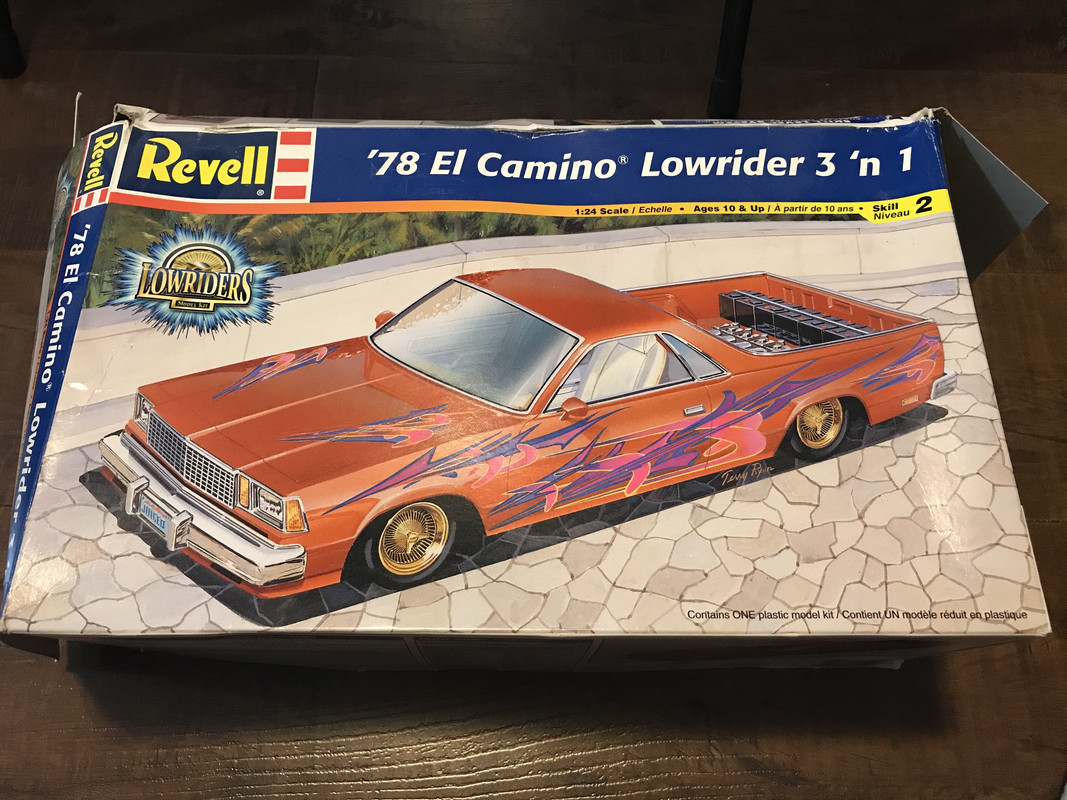 Revell®
'78 El Camino® Lowrider 3 'n 1
1:24 Scale / Echelle • Ages 10 & Up / À partir de 10 ans • Skill Niveau 2
LOWRIDERS
MODEL KIT
Revell
'78 El Camino® Lowrider
Contains ONE plastic model kit / Contient UN modèle réduit en plastique